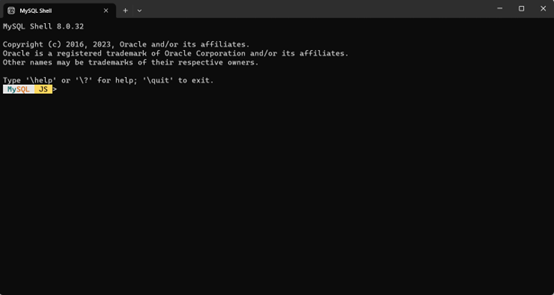 MySQL Shell
MySQL Shell 8.0.32
Copyright (c) 2016, 2023, Oracle and/or its affiliates.
Oracle is a registered trademark of Oracle Corporation and/or its affiliates.
Other names may be trademarks of their respective owners.
Type '\help' or '\?' for help; '\quit' to exit.
MySQL JS >